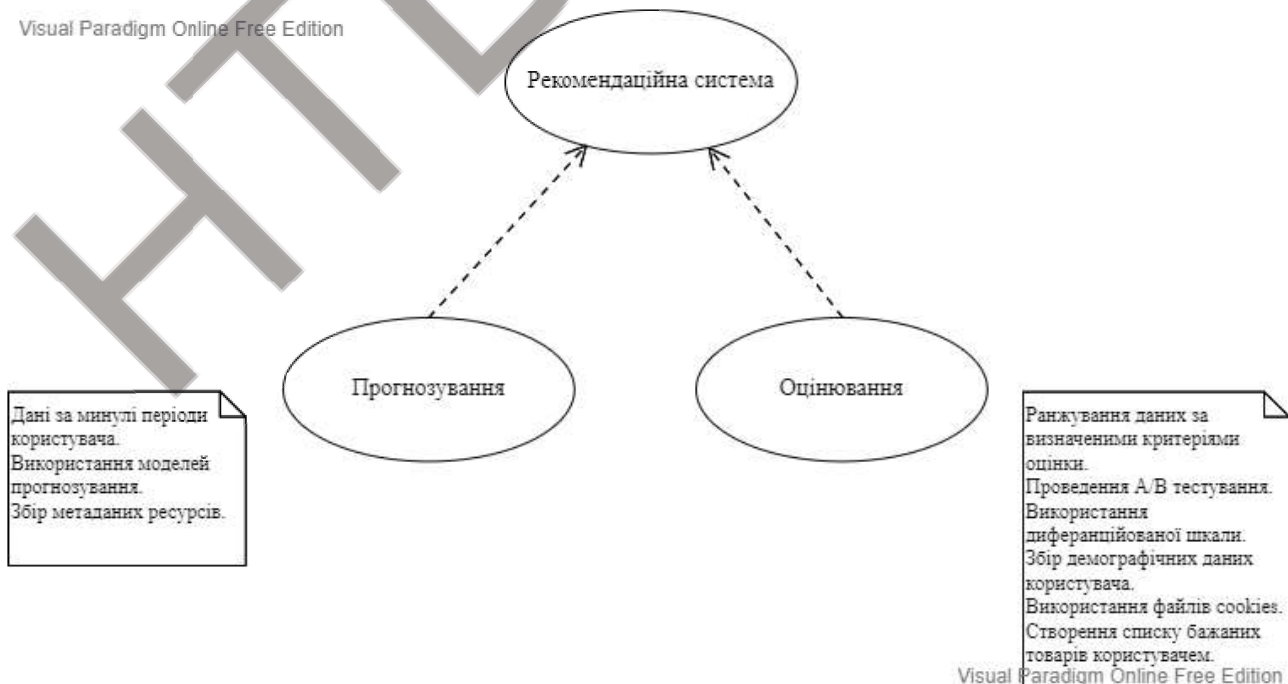 Visual Paradigm Online Free Edition
Рекомендаційна система
Прогнозування
Оцінювання
Дані за минулі періоди
користувача.
Використання моделей
прогнозування.
Збір метаданих ресурсів.
Ранжування даних за
визначеними критеріями
оцінки.
Проведення А/В тестування.
Використання
диферанційованої шкали.
Збір демографічних даних
користувача.
Використання файлів cookies.
Створення списку бажаних
товарів користувачем.
Visual Paradigm Online Free Edition